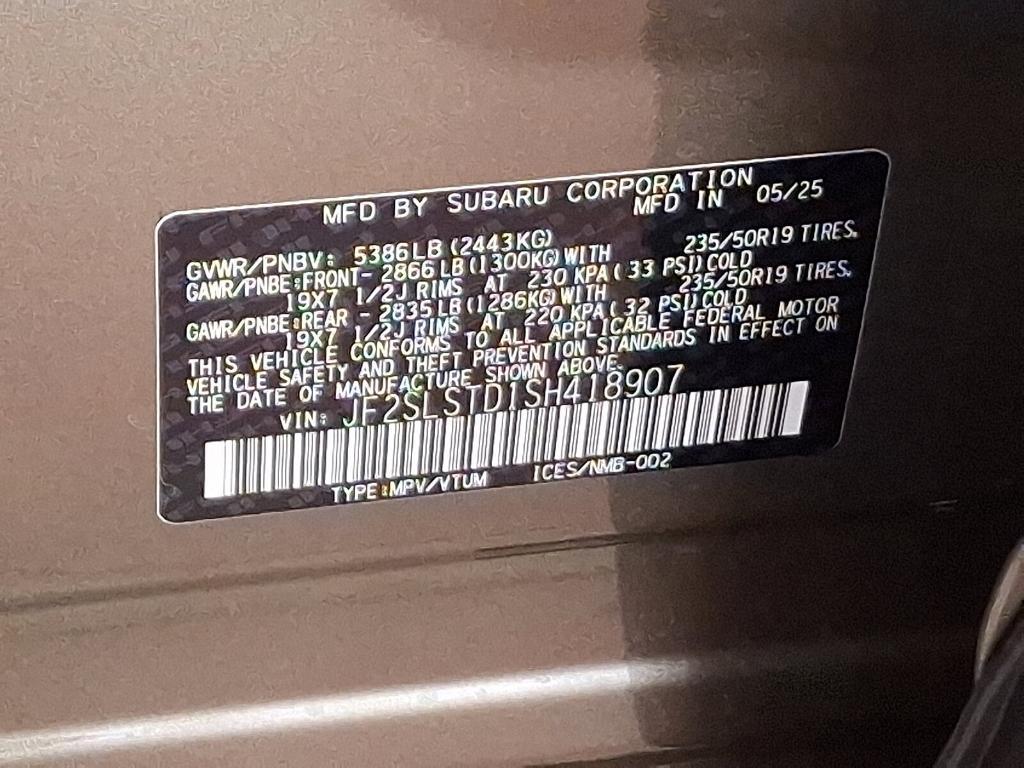 MFD BY SUBARU CORPORATION
MFD IN 05/25
GVWR/PNBV: 5386LB(2443KG)
GAWR/PNBE:FRONT- 2866LB(1300KG)WITH 235/50R19 TIRES.
19X7 1/2J RIMS AT 230 KPA( 33 PSI)COLD
GAWR/PNBE:REAR - 2835LB(1286KG)WITH 235/50R19 TIRES.
19X7 1/2J RIMS AT 220 KPA( 32 PSI)COLD
THIS VEHICLE CONFORMS TO ALL APPLICABLE FEDERAL MOTOR
VEHICLE SAFETY AND THEFT PREVENTION STANDARDS IN EFFECT ON
THE DATE OF MANUFACTURE SHOWN ABOVE.
VIN: JF2SLSTD1SH418907
TYPE:MPV/VTUM ICES/NMB-002